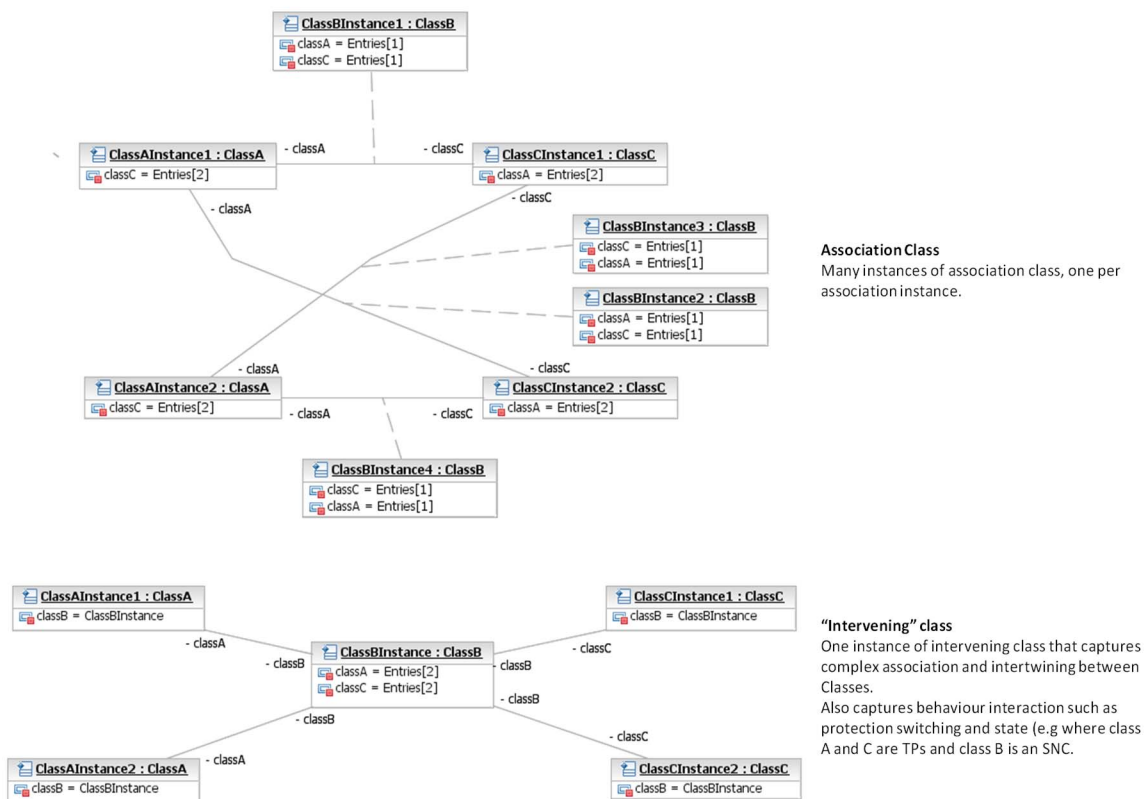 ClassBInstance1 : ClassB
classA = Entries[1]
classC = Entries[1]
ClassAInstance1 : ClassA
classC = Entries[2]
- classA
- classC
ClassCInstance1 : ClassC
classA = Entries[2]
- classA
- classC
ClassBInstance3 : ClassB
classC = Entries[1]
classA = Entries[1]
ClassBInstance2 : ClassB
classA = Entries[1]
classC = Entries[1]
Association Class
Many instances of association class, one per
association instance.
- classA
- classC
ClassAInstance2 : ClassA
classC = Entries[2]
- classA
- classC
ClassCInstance2 : ClassC
classA = Entries[2]
ClassBInstance4 : ClassB
classC = Entries[1]
classA = Entries[1]
ClassAInstance1 : ClassA
classB = ClassBInstance
- classA
- classB
ClassBInstance : ClassB
classA = Entries[2]
classC = Entries[2]
- classB
- classC
ClassCInstance1 : ClassC
classB = ClassBInstance
- classB
- classB
- classA
- classC
ClassAInstance2 : ClassA
classB = ClassBInstance
ClassCInstance2 : ClassC
classB = ClassBInstance
“Intervening” class
One instance of intervening class that captures
complex association and intertwining between
Classes.
Also captures behaviour interaction such as
protection switching and state (e.g where class
A and C are TPs and class B is an SNC.